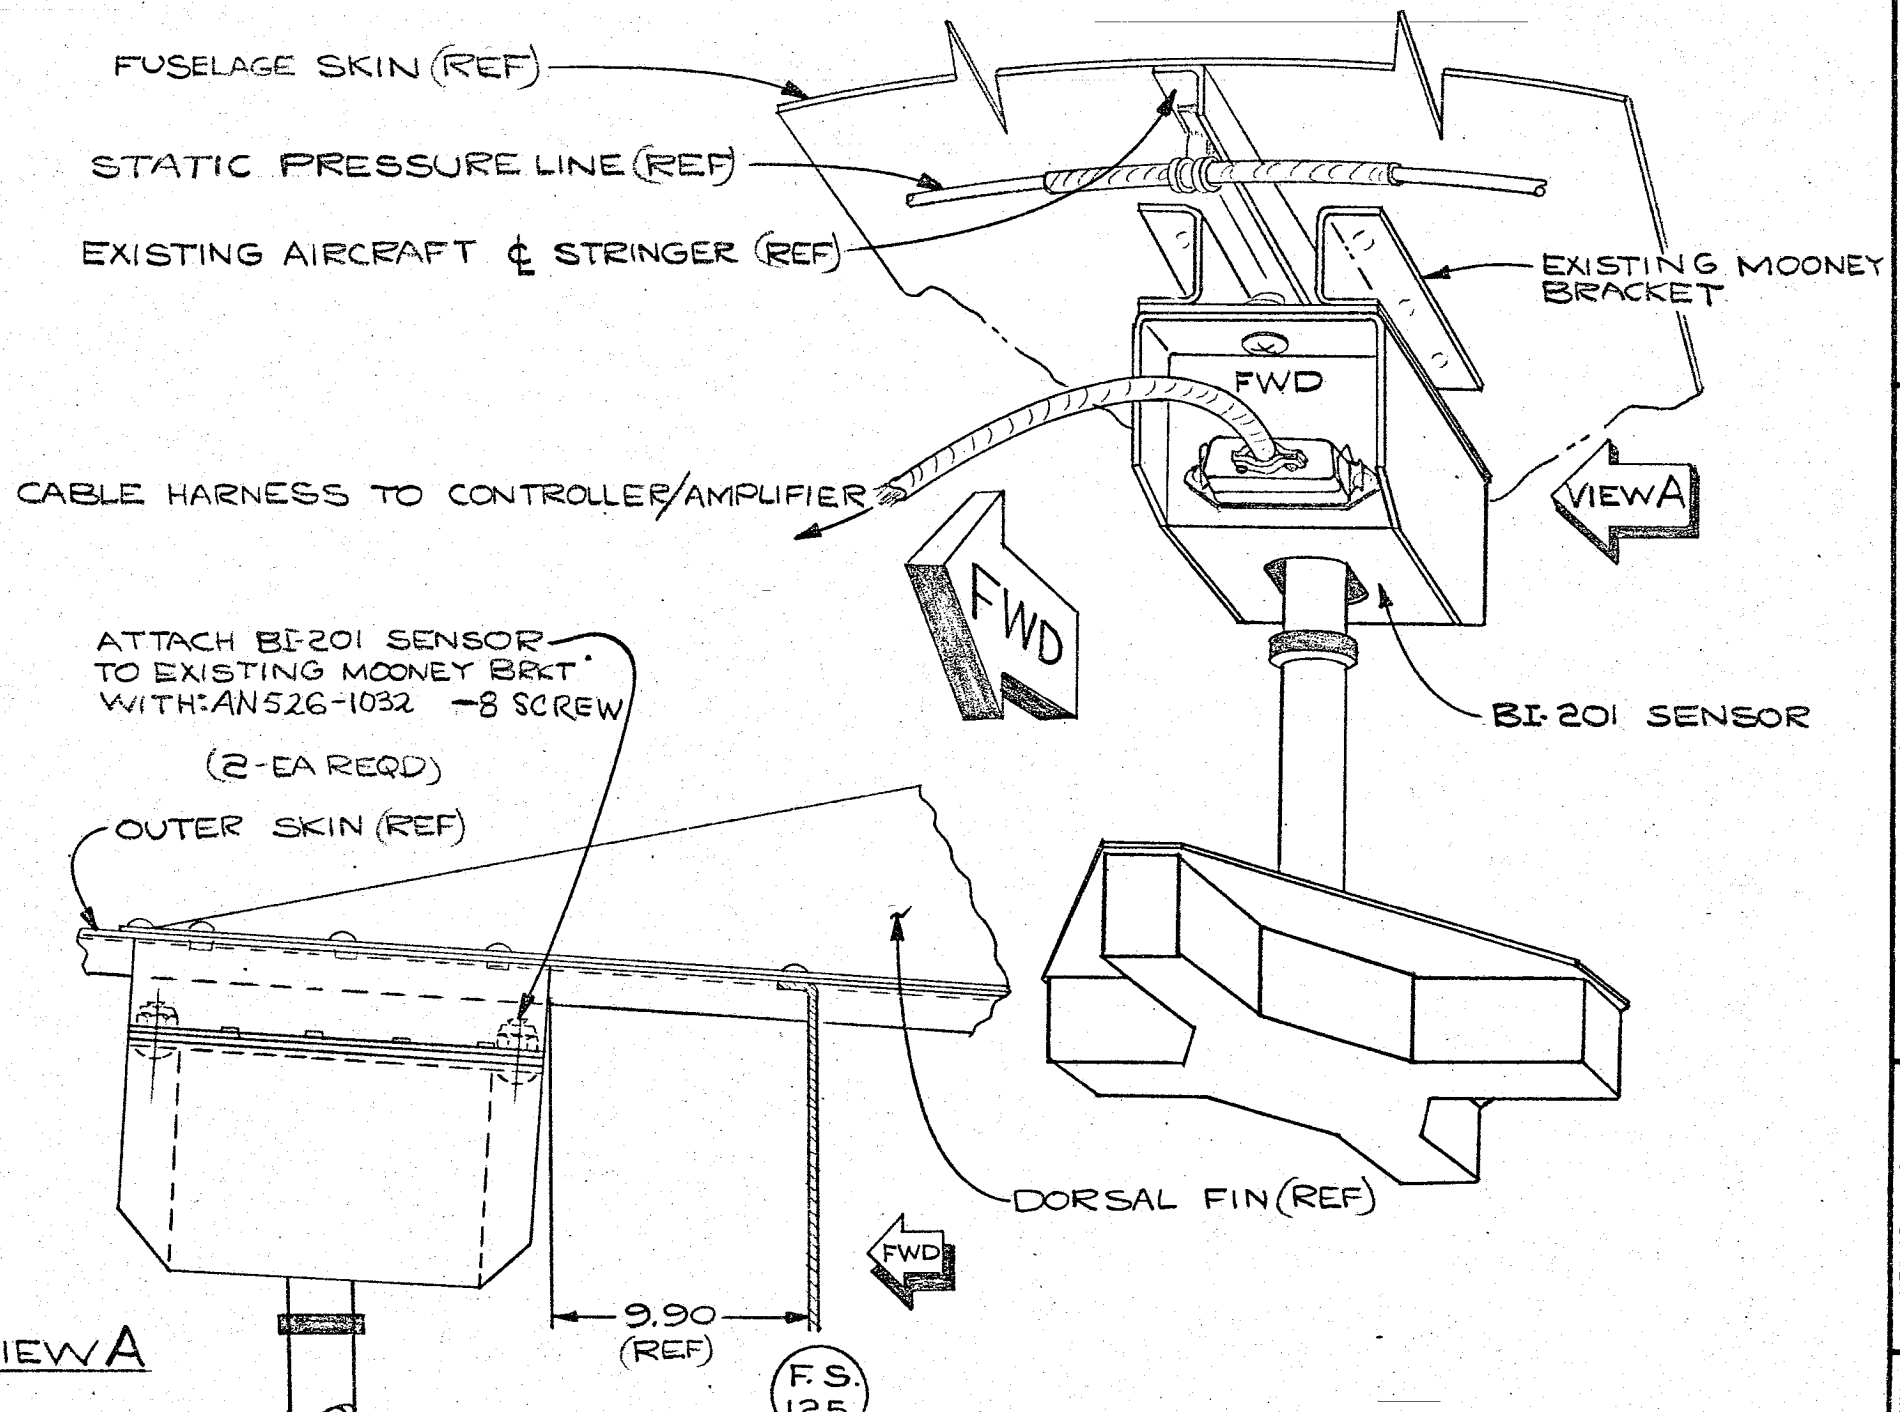 FUSELAGE SKIN (REF)
STATIC PRESSURE LINE (REF)
EXISTING AIRCRAFT ℄ STRINGER (REF)
EXISTING MOONEY
BRACKET
FWD
CABLE HARNESS TO CONTROLLER/AMPLIFIER
VIEW A
FWD
ATTACH BI-201 SENSOR
TO EXISTING MOONEY BRKT
WITH: AN526-1032 -8 SCREW
(2-EA REQD)
BI-201 SENSOR
OUTER SKIN (REF)
DORSAL FIN (REF)
FWD
9.90
(REF)
IEW A
F. S.
125